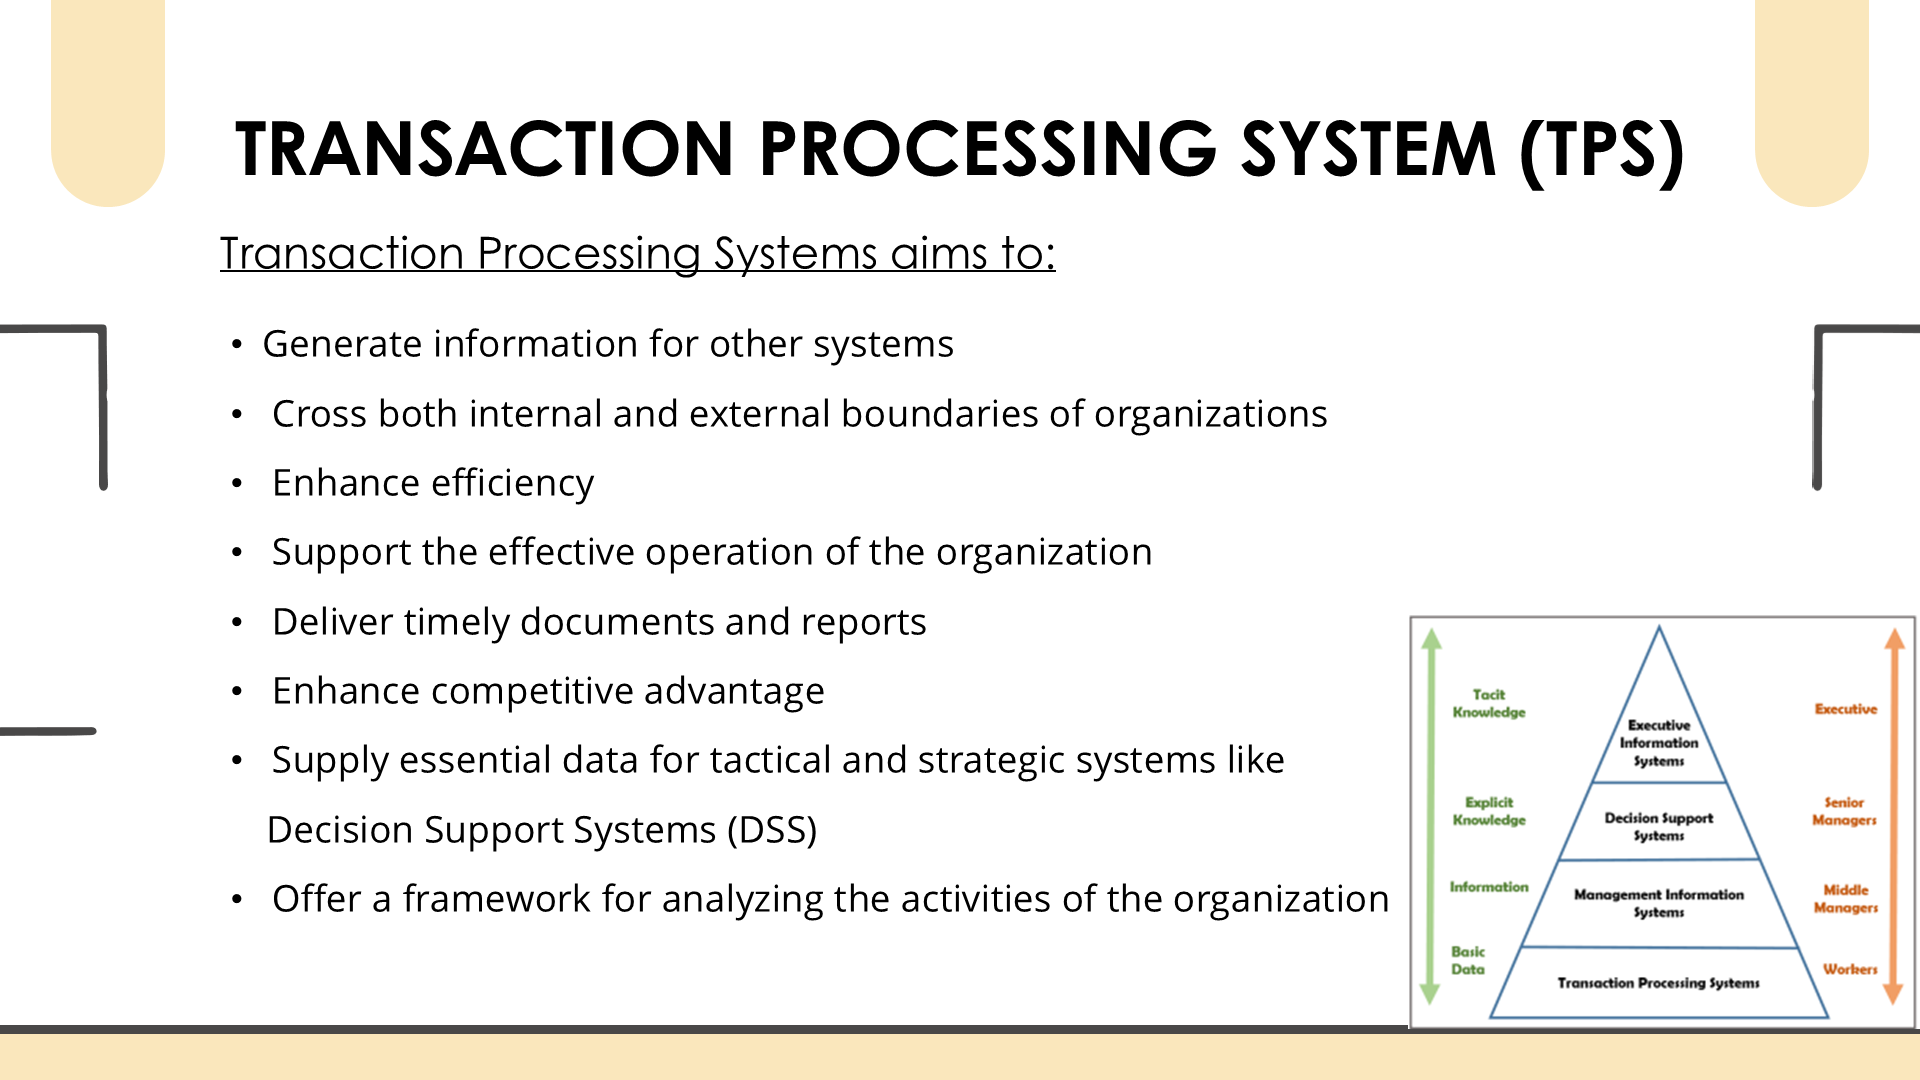 TRANSACTION PROCESSING SYSTEM (TPS)
Transaction Processing Systems aims to:
• Generate information for other systems
• Cross both internal and external boundaries of organizations
• Enhance efficiency
• Support the effective operation of the organization
• Deliver timely documents and reports
• Enhance competitive advantage
• Supply essential data for tactical and strategic systems like
Decision Support Systems (DSS)
• Offer a framework for analyzing the activities of the organization
Tacit
Knowledge
Explicit
Knowledge
Information
Basic
Data
Executive
Information
Systems
Decision Support
Systems
Management Information
Systems
Transaction Processing Systems
Executive
Senior
Managers
Middle
Managers
Workers